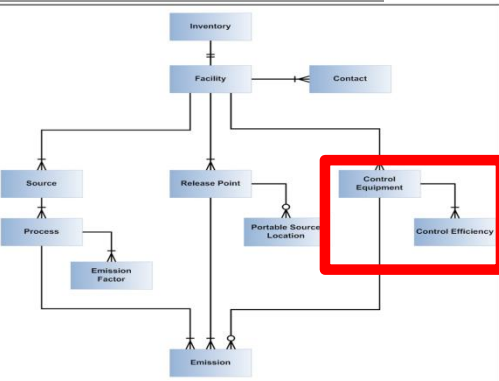 Inventory
Facility
Contact
Source
Release Point
Control
Equipment
Process
Portable Source
Location
Control Efficiency
Emission
Factor
Emission